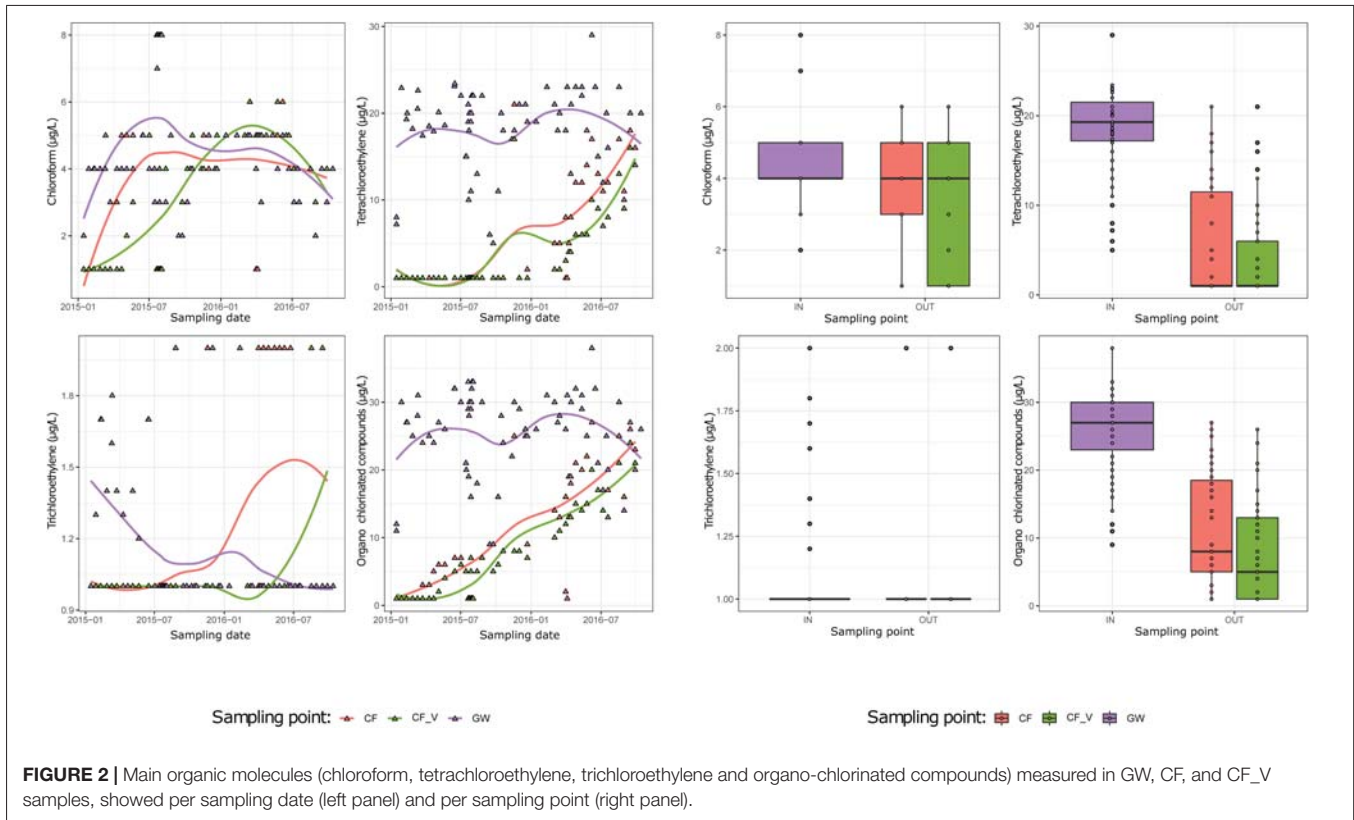 8
6
4
2
Chloroform (µg/L)
2015–01
2015–07
2016–01
2016–07
Sampling date
30
20
10
0
Tetrachloroethylene (µg/L)
2015–01
2015–07
2016–01
2016–07
Sampling date
8
6
4
2
Chloroform (µg/L)
IN
OUT
Sampling point
30
20
10
0
Tetrachloroethylene (µg/L)
IN
OUT
Sampling point
1.8
1.5
1.2
0.9
Trichloroethylene (µg/L)
2015–01
2015–07
2016–01
2016–07
Sampling date
30
20
10
0
Organo chlorinated compounds (µg/L)
2015–01
2015–07
2016–01
2016–07
Sampling date
2.00
1.75
1.50
1.25
1.00
Trichloroethylene (µg/L)
IN
OUT
Sampling point
30
20
10
0
Organo chlorinated compounds (µg/L)
IN
OUT
Sampling point
Sampling point: CF CF_V GW
Sampling point: CF CF_V GW
FIGURE 2 | Main organic molecules (chloroform, tetrachloroethylene, trichloroethylene and organo-chlorinated compounds) measured in GW, CF, and CF_V
samples, showed per sampling date (left panel) and per sampling point (right panel).